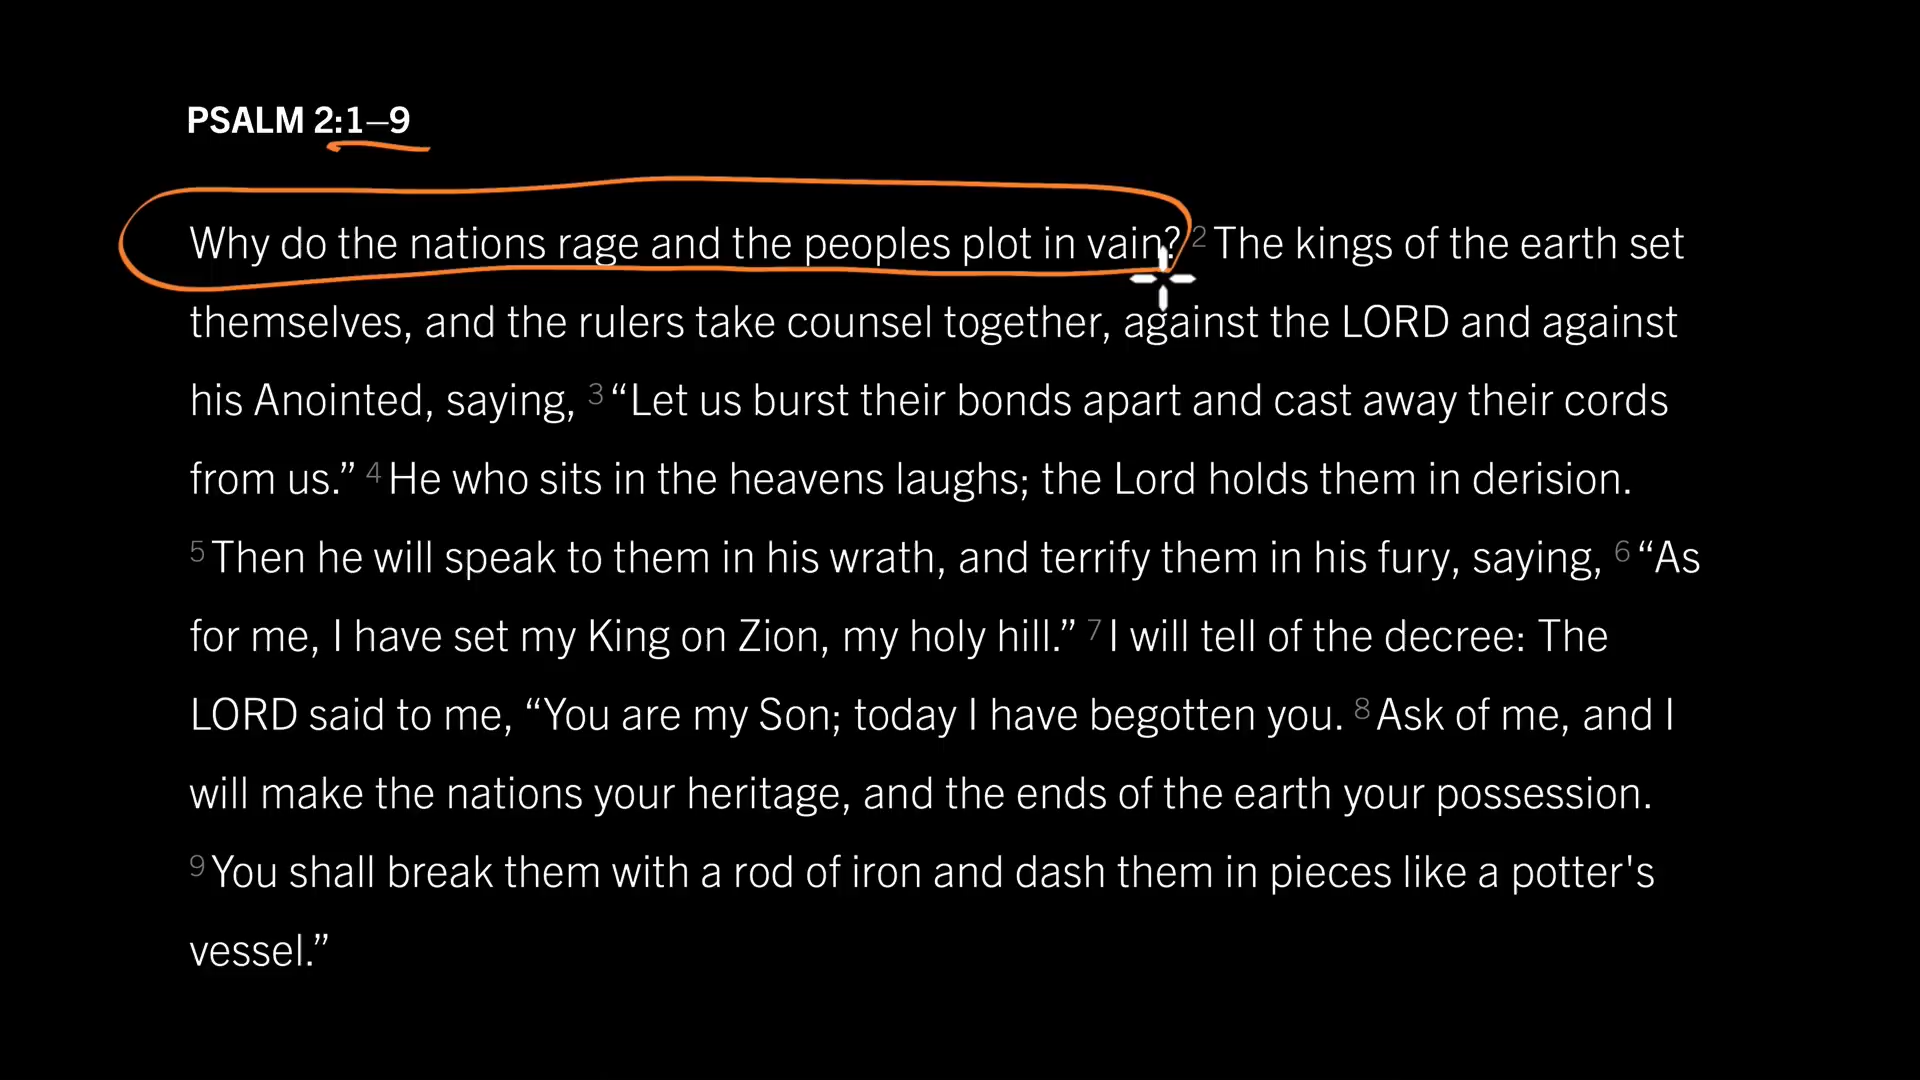 PSALM 2:1–9
Why do the nations rage and the peoples plot in vain? 2 The kings of the earth set
themselves, and the rulers take counsel together, against the LORD and against
his Anointed, saying, 3 “Let us burst their bonds apart and cast away their cords
from us.” 4 He who sits in the heavens laughs; the Lord holds them in derision.
5 Then he will speak to them in his wrath, and terrify them in his fury, saying, 6 “As
for me, I have set my King on Zion, my holy hill.” 7 I will tell of the decree: The
LORD said to me, “You are my Son; today I have begotten you. 8 Ask of me, and I
will make the nations your heritage, and the ends of the earth your possession.
9 You shall break them with a rod of iron and dash them in pieces like a potter's
vessel.”